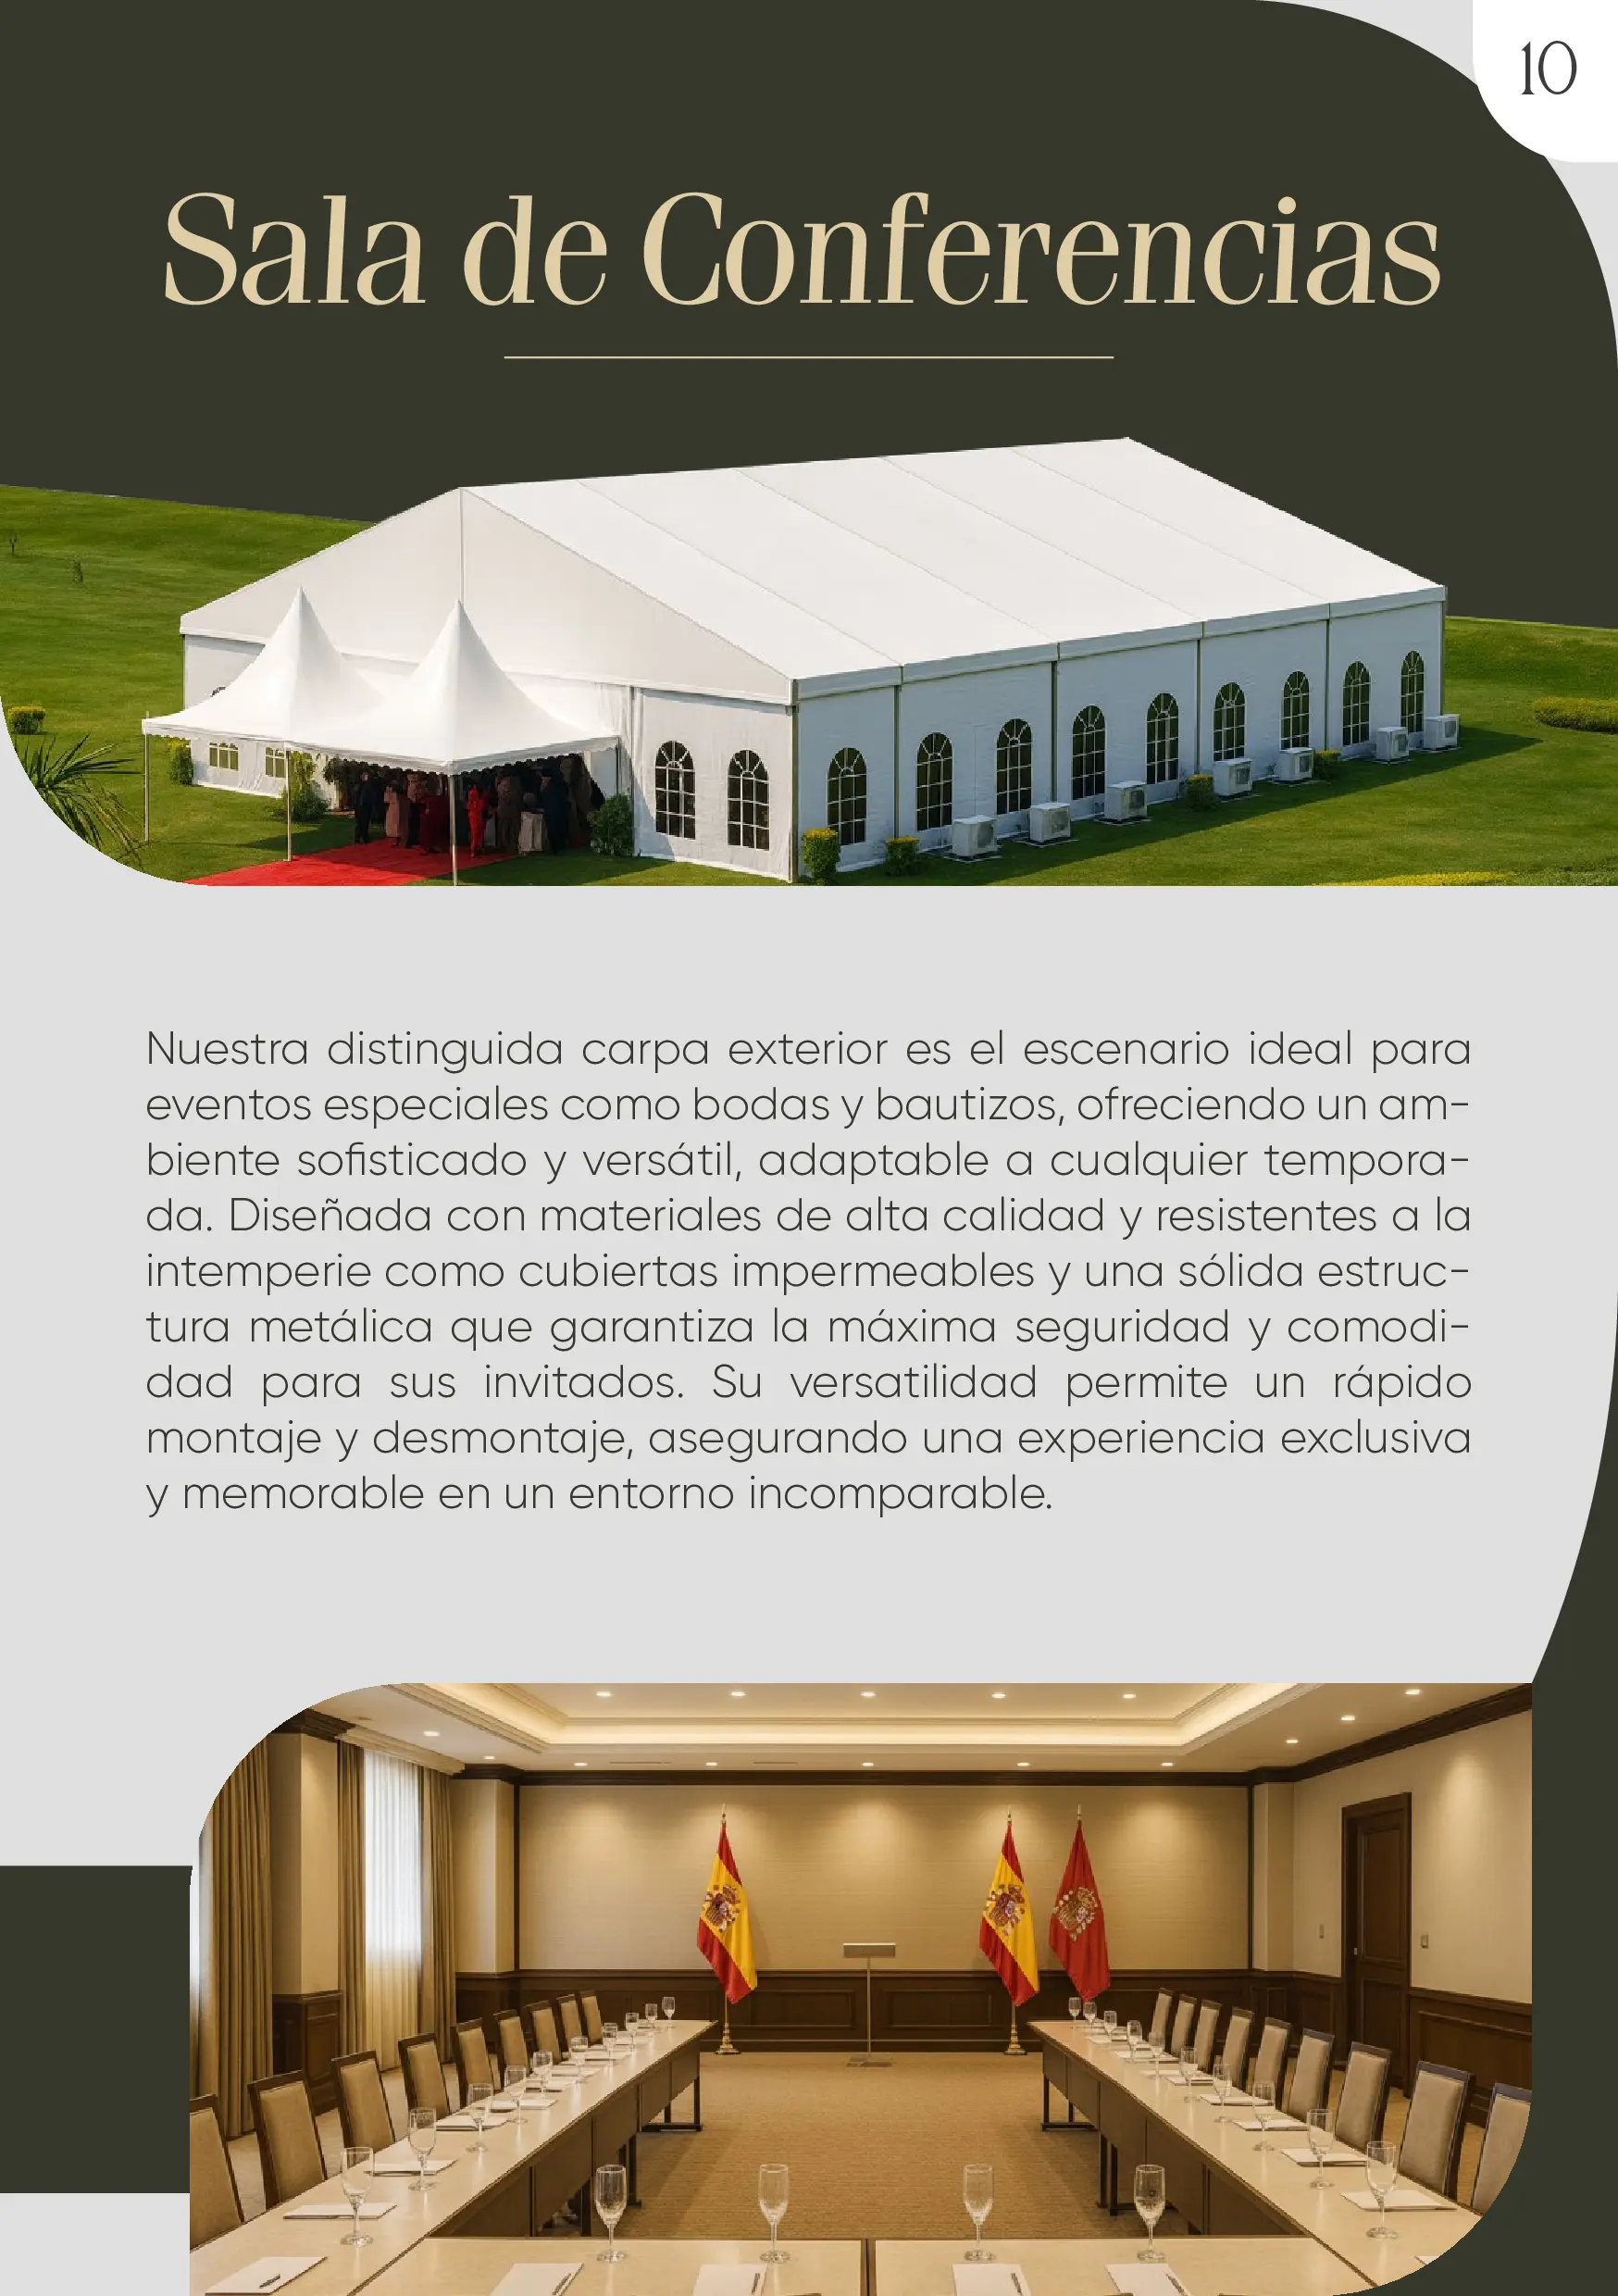 10
Sala de Conferencias
Nuestra distinguida carpa exterior es el escenario ideal para
eventos especiales como bodas y bautizos, ofreciendo un am-
biente sofisticado y versátil, adaptable a cualquier tempora-
da. Diseñada con materiales de alta calidad y resistentes a la
intemperie como cubiertas impermeables y una sólida estruc-
tura metálica que garantiza la máxima seguridad y comodi-
dad para sus invitados. Su versatilidad permite un rápido
montaje y desmontaje, asegurando una experiencia exclusiva
y memorable en un entorno incomparable.